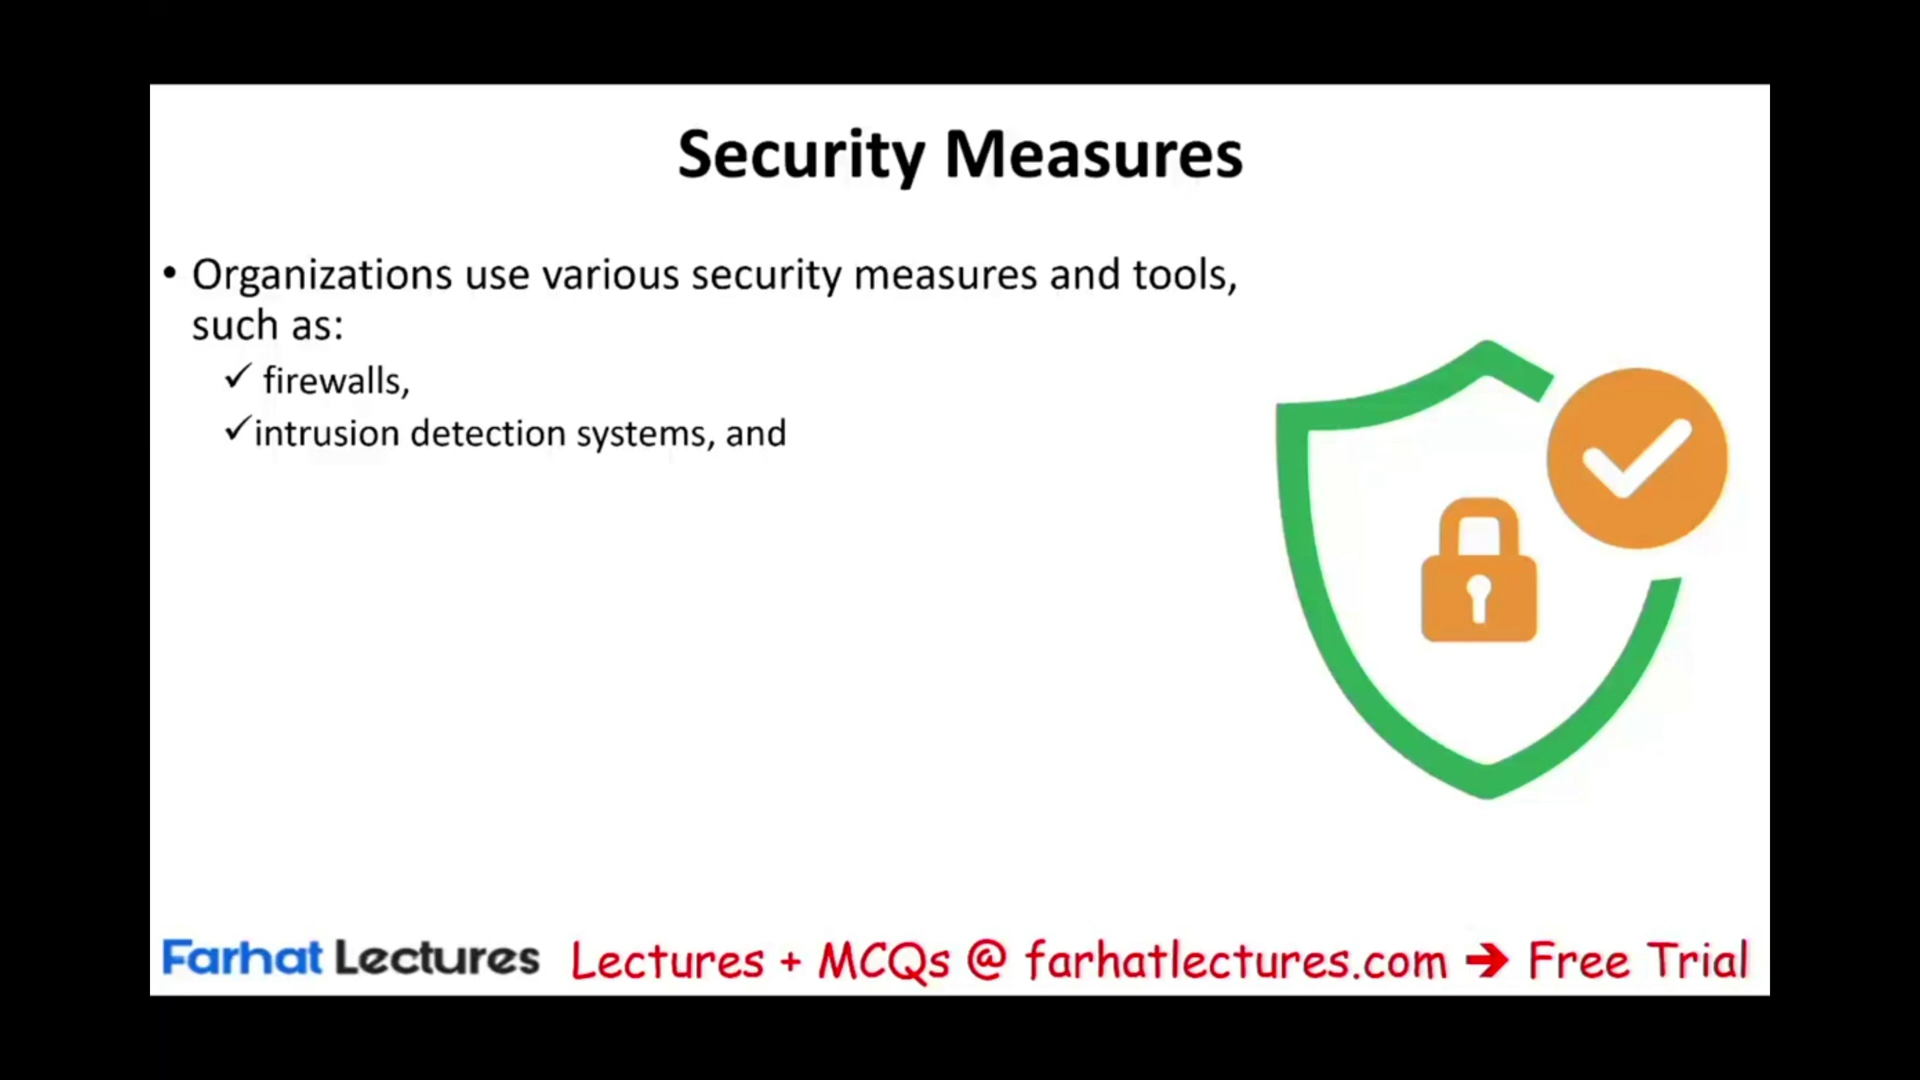 Security Measures
• Organizations use various security measures and tools,
such as:
✓ firewalls,
✓intrusion detection systems, and
Farhat Lectures Lectures + MCQs @ farhatlectures.com → Free Trial